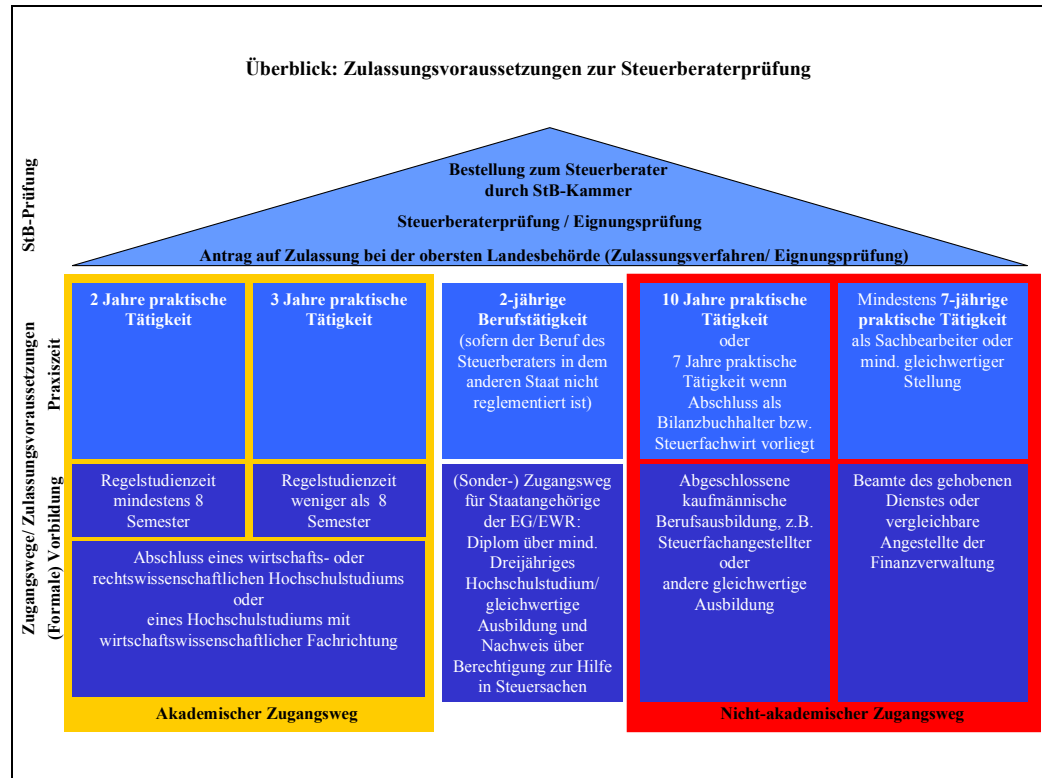 Überblick: Zulassungsvoraussetzungen zur Steuerberaterprüfung
StB-Prüfung
Bestellung zum Steuerberater
durch StB-Kammer
Steuerberaterprüfung / Eignungsprüfung
Antrag auf Zulassung bei der obersten Landesbehörde (Zulassungsverfahren/ Eignungsprüfung)
Zugangswege/ Zulassungsvoraussetzungen
Praxiszeit
2 Jahre praktische
Tätigkeit
3 Jahre praktische
Tätigkeit
2-jährige
Berufstätigkeit
(sofern der Beruf des
Steuerberaters in dem
anderen Staat nicht
reglementiert ist)
10 Jahre praktische
Tätigkeit
oder
7 Jahre praktische
Tätigkeit wenn
Abschluss als
Bilanzbuchhalter bzw.
Steuerfachwirt vorliegt
Mindestens 7-jährige
praktische Tätigkeit
als Sachbearbeiter oder
mind. gleichwertiger
Stellung
(Formale) Vorbildung
Regelstudienzeit
mindestens 8
Semester
Regelstudienzeit
weniger als 8
Semester
Abschluss eines wirtschafts- oder
rechtswissenschaftlichen Hochschulstudiums
oder
eines Hochschulstudiums mit
wirtschaftswissenschaftlicher Fachrichtung
(Sonder-) Zugangsweg
für Staatangehörige
der EG/EWR:
Diplom über mind.
Dreijähriges
Hochschulstudium/
gleichwertige
Ausbildung und
Nachweis über
Berechtigung zur Hilfe
in Steuersachen
Abgeschlossene
kaufmännische
Berufsausbildung, z.B.
Steuerfachangestellter
oder
andere gleichwertige
Ausbildung
Beamte des gehobenen
Dienstes oder
vergleichbare
Angestellte der
Finanzverwaltung
Akademischer Zugangsweg
Nicht-akademischer Zugangsweg